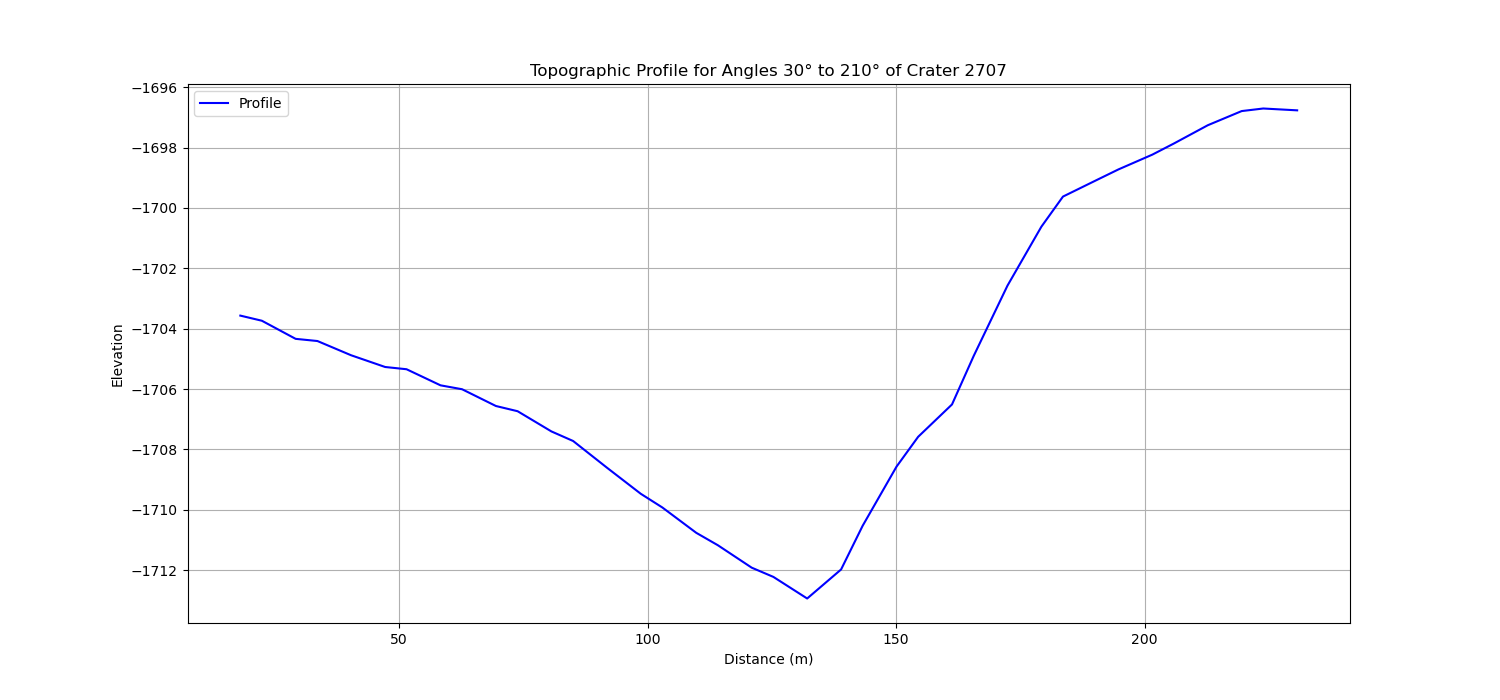 Topographic Profile for Angles 30° to 210° of Crater 2707
Profile
Elevation
−1696
−1698
−1700
−1702
−1704
−1706
−1708
−1710
−1712
50 100 150 200
Distance (m)